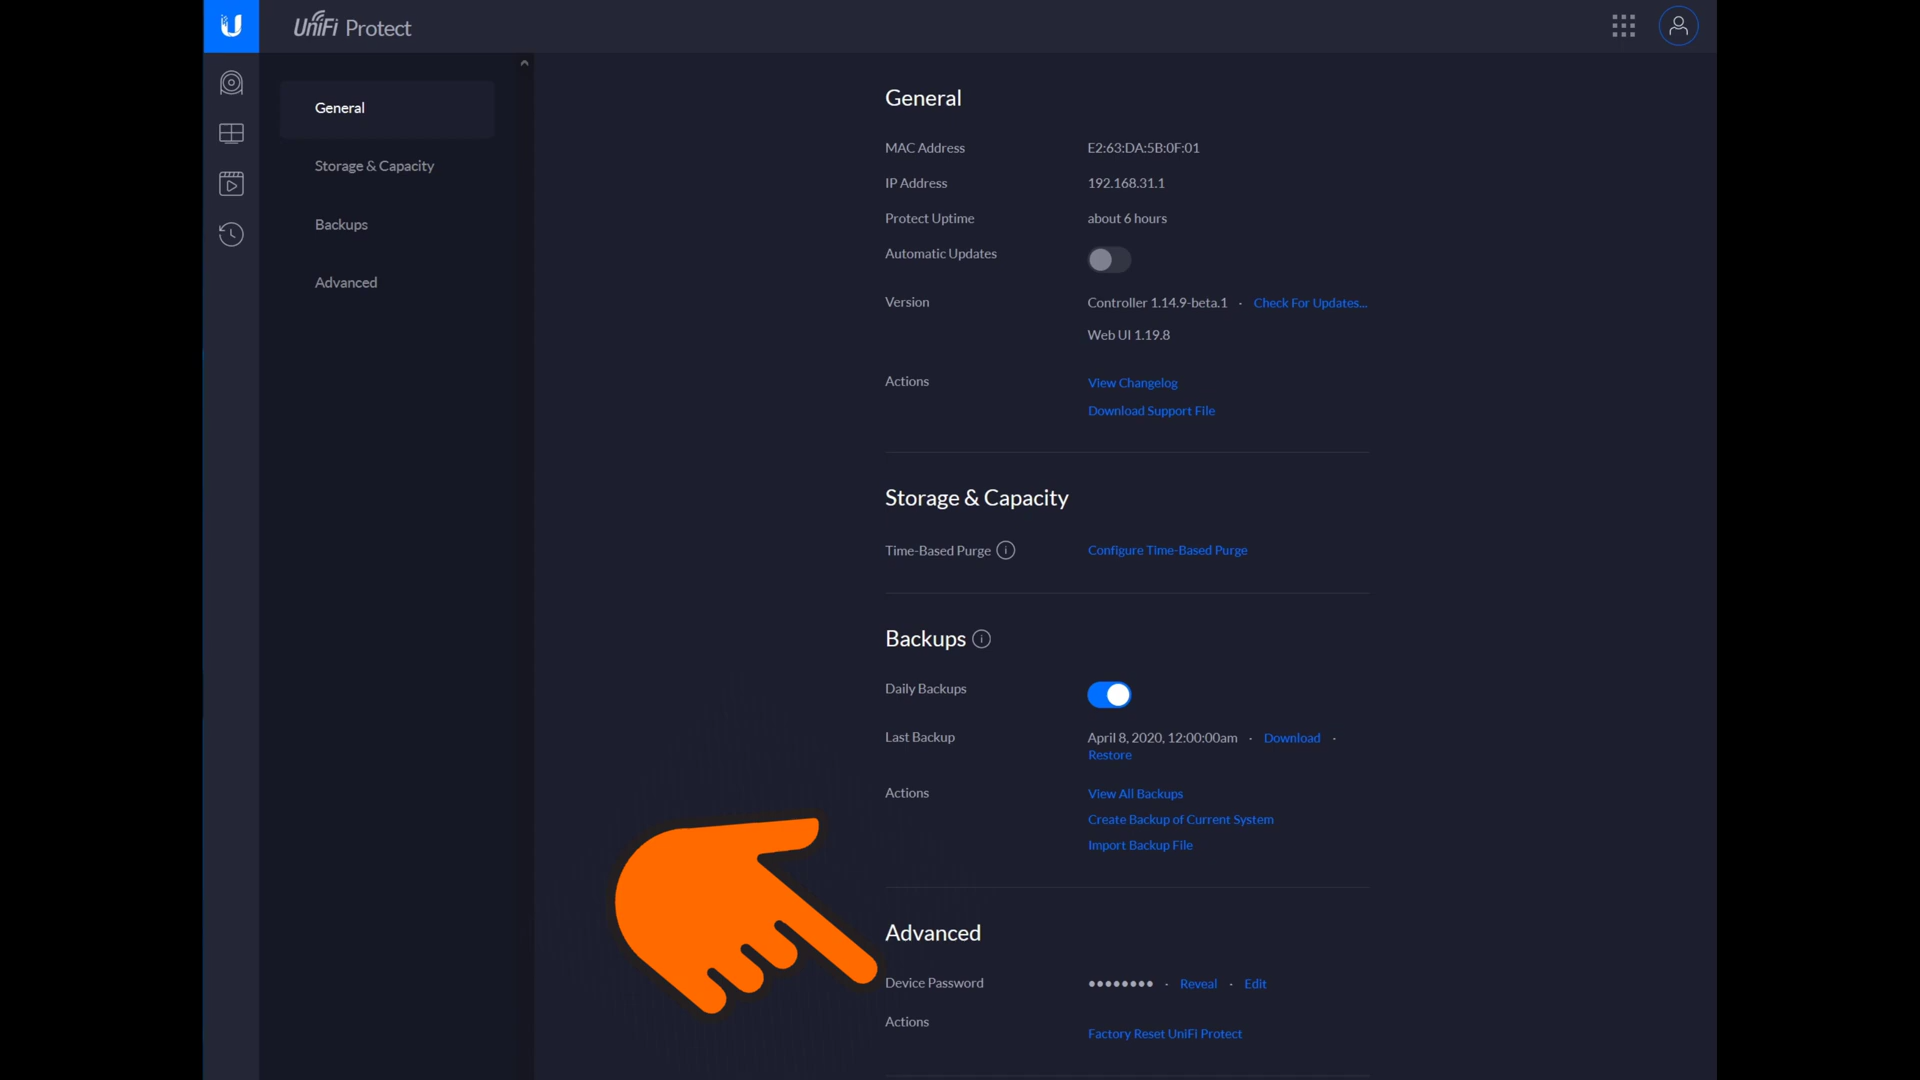 UniFi Protect
General
Storage & Capacity
Backups
Advanced
General
MAC Address E2:63:DA:5B:0F:01
IP Address 192.168.31.1
Protect Uptime about 6 hours
Automatic Updates
Version Controller 1.14.9-beta.1 · Check For Updates...
Web UI 1.19.8
Actions View Changelog
Download Support File
Storage & Capacity
Time-Based Purge Configure Time-Based Purge
Backups
Daily Backups
Last Backup April 8, 2020, 12:00:00am · Download ·
Restore
Actions View All Backups
Create Backup of Current System
Import Backup File
Advanced
Device Password •••••••• · Reveal · Edit
Actions
Factory Reset UniFi Protect